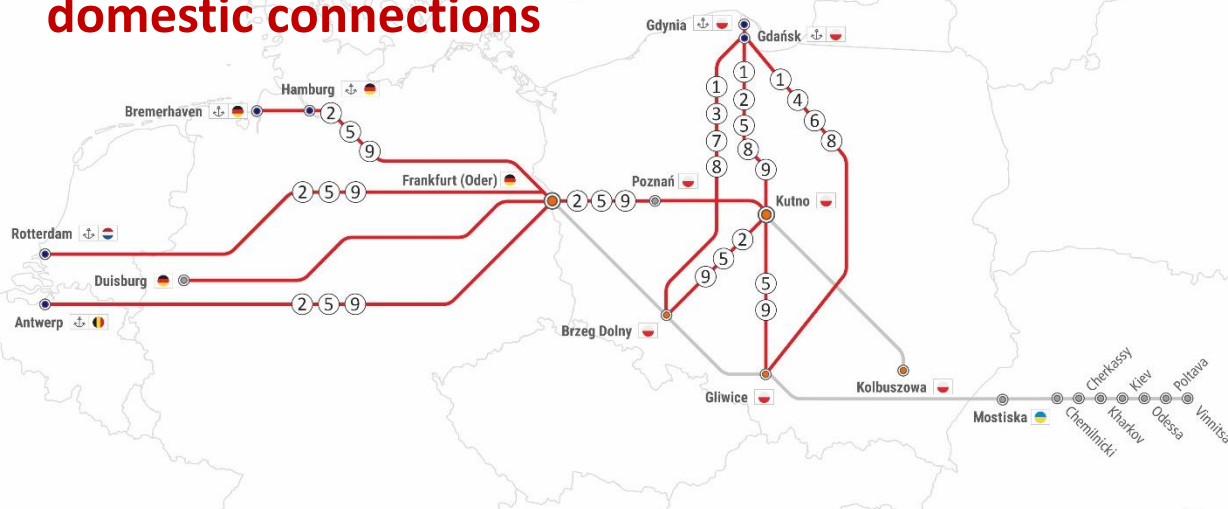 domestic connections
Gdynia
Gdańsk
Hamburg
Bremerhaven
2
5
9
1
3
7
8
1
2
5
8
9
1
4
6
8
Frankfurt (Oder)
2 5 9
2 5 9
Poznań
Kutno
Rotterdam
Duisburg
2
5
9
5
9
2 5 9
Antwerp
Brzeg Dolny
Gliwice
Kolbuszowa
Mostiska
Chemilnicki
Cherkassy
Kharkov
Kiev
Odessa
Poltava
Vinnitsa